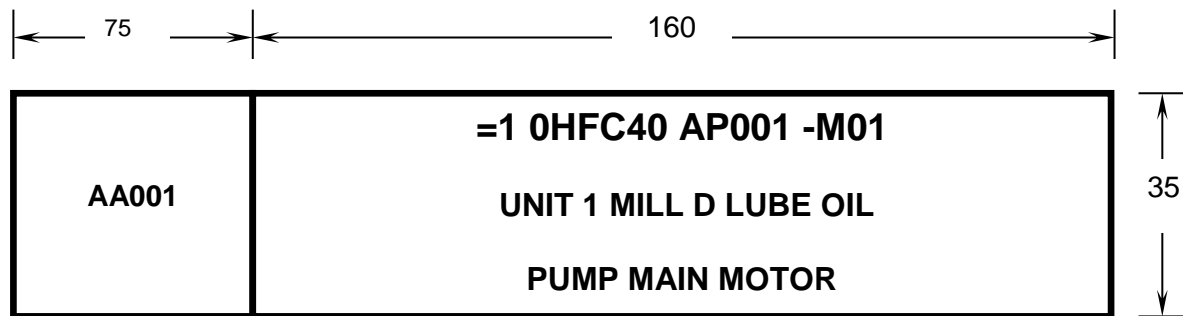 75
160
=1 0HFC40 AP001 -M01
AA001
UNIT 1 MILL D LUBE OIL
PUMP MAIN MOTOR
35